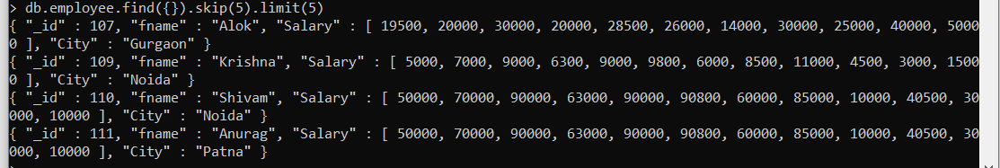 > db.employee.find({}).skip(5).limit(5)
{ "_id" : 107, "fname" : "Alok", "Salary" : [ 19500, 20000, 30000, 20000, 28500, 26000, 14000, 30000, 25000, 40000, 5000
0 ], "City" : "Gurgaon" }
{ "_id" : 109, "fname" : "Krishna", "Salary" : [ 5000, 7000, 9000, 6300, 9000, 9800, 6000, 8500, 11000, 4500, 3000, 1500
0 ], "City" : "Noida" }
{ "_id" : 110, "fname" : "Shivam", "Salary" : [ 50000, 70000, 90000, 63000, 90000, 90800, 60000, 85000, 10000, 40500, 30
000, 10000 ], "City" : "Noida" }
{ "_id" : 111, "fname" : "Anurag", "Salary" : [ 50000, 70000, 90000, 63000, 90000, 90800, 60000, 85000, 10000, 40500, 30
000, 10000 ], "City" : "Patna" }